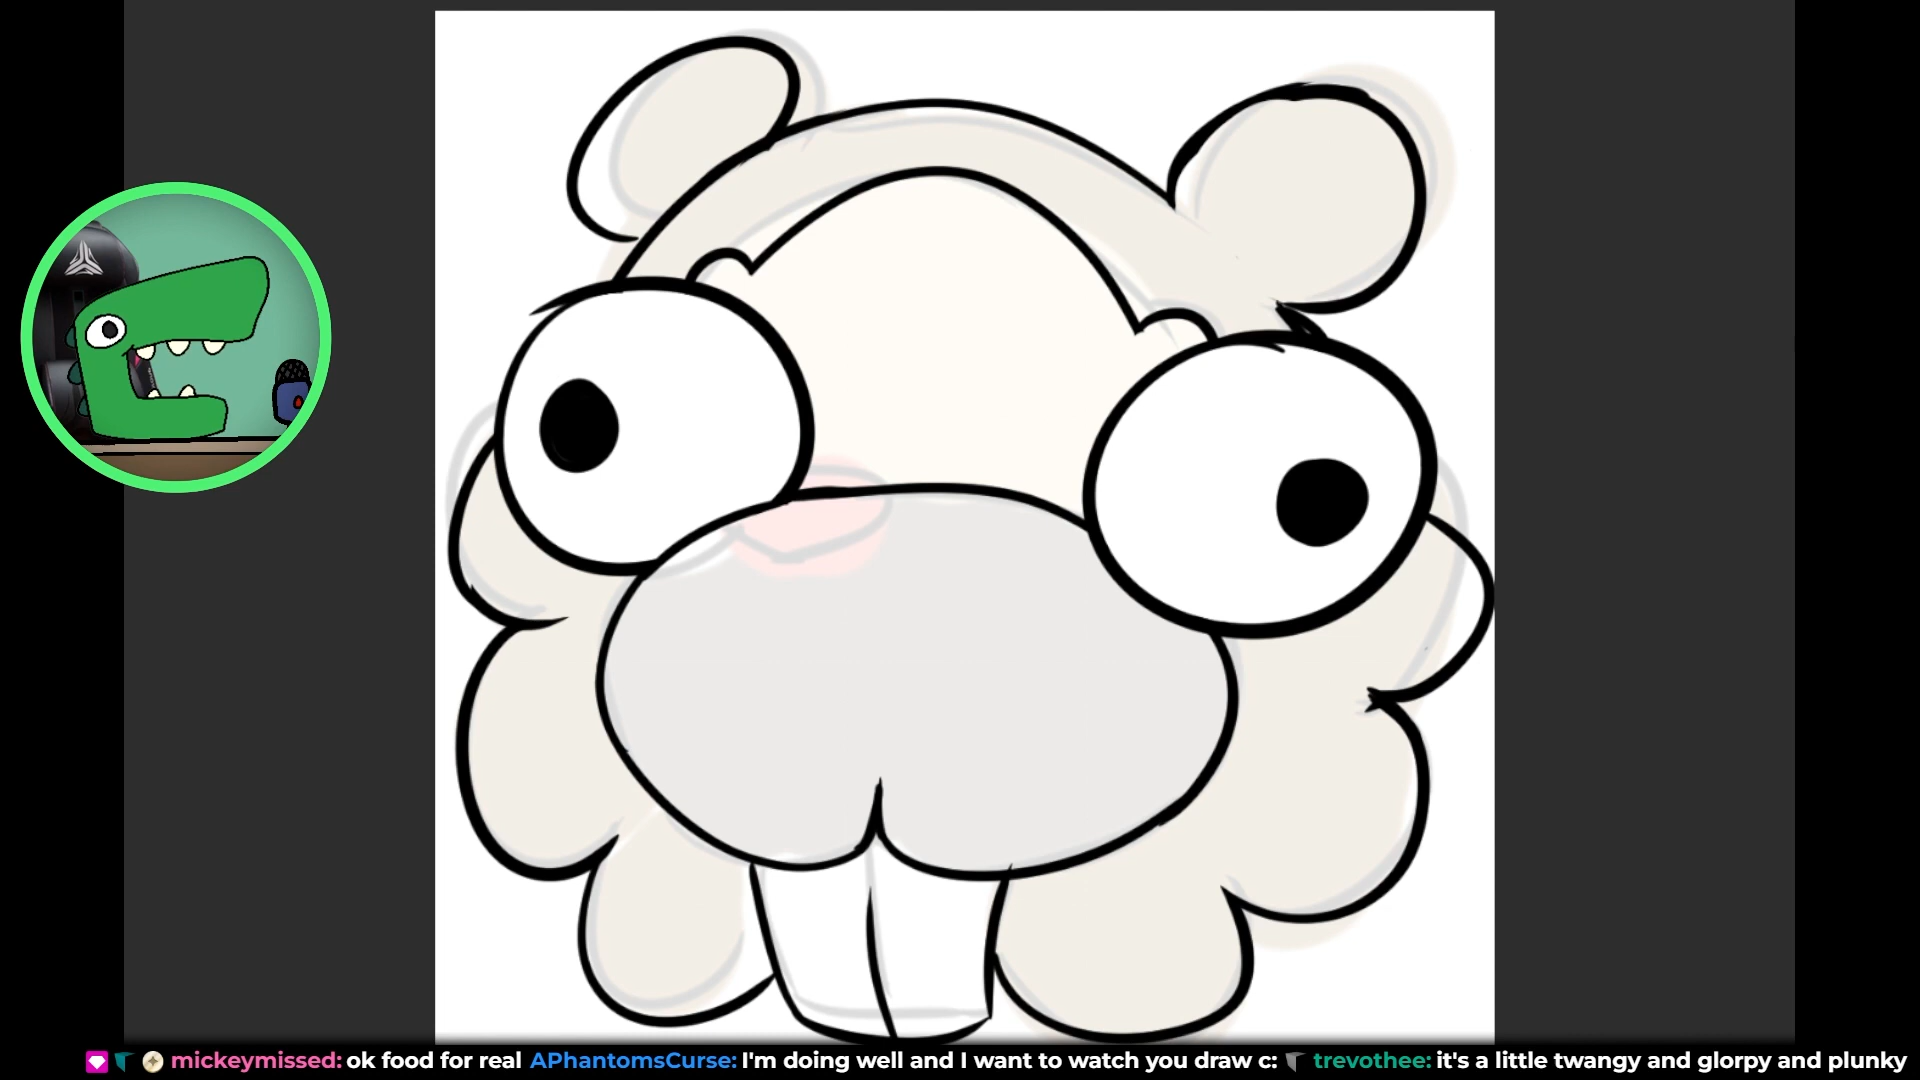 mickeymissed: ok food for real APhantomsCurse: I'm doing well and I want to watch you draw c: trevothee: it's a little twangy and glorpy and plunky